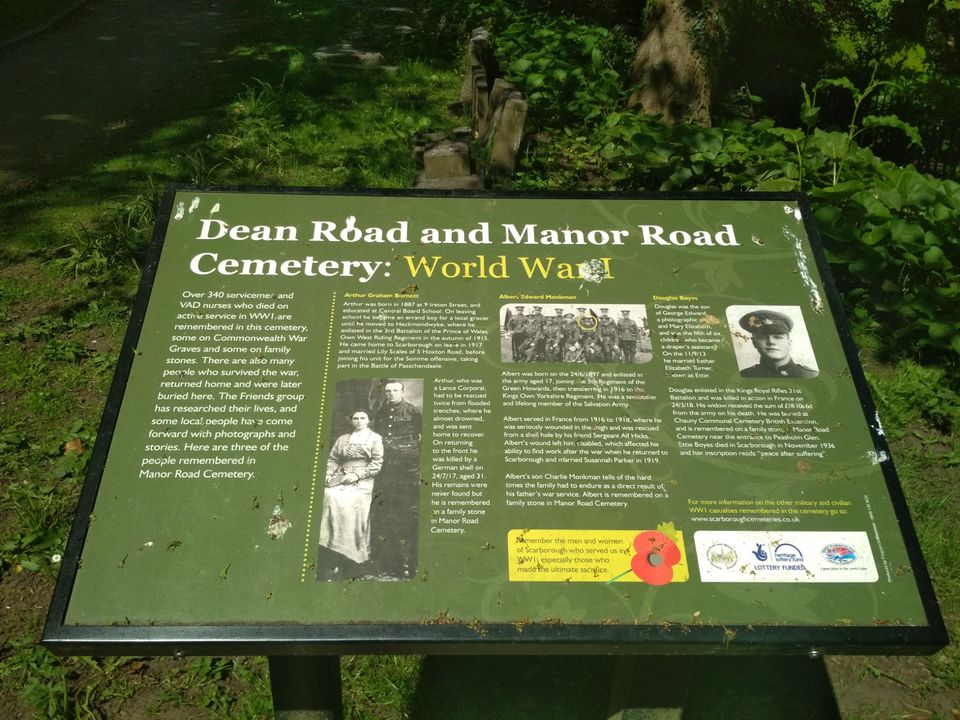 Dean Road and Manor Road
Cemetery: World War I
Over 340 servicemen and
VAD nurses who died on
active service in WW1, are
remembered in this cemetery,
some on Commonwealth War
Graves and some on family
stones. There are also many
people who survived the war,
returned home and were later
buried here. The Friends group
has researched their lives, and
some local people have come
forward with photographs and
stories. Here are three of the
people remembered in
Manor Road Cemetery.
Arthur Graham Burnett
Arthur was born in 1887 at 9 Ireton Street, and
educated at Central Board School. On leaving
school he became an errand boy for a local grocer
until he moved to Heckmondwyke, where he
enlisted in the 3rd Battalion of the Prince of Wales
Own West Riding Regiment in the autumn of 1915.
He came home to Scarborough on leave in 1917
and married Lily Scales of 5 Hoxton Road, before
joining his unit for the Somme offensive, taking
part in the Battle of Passchendaele.
Arthur, who was
a Lance Corporal,
had to be rescued
twice from flooded
trenches, where he
almost drowned,
and was sent
home to recover.
On returning
to the front he
was killed by a
German shell on
24/7/17, aged 31.
His remains were
never found but
he is remembered
on a family stone
in Manor Road
Cemetery.
Albert Edward Monkman
Albert was born on the 24/6/1897 and enlisted in
the army aged 17, joining the 5th Regiment of the
Green Howards, then transferring in 1916 to the
Kings Own Yorkshire Regiment. He was a teetotaller
and lifelong member of the Salvation Army.
Albert served in France from 1916 to 1918, where he
was seriously wounded in the thigh and was rescued
from a shell hole by his friend Sergeant Alf Hicks.
Albert's wound left him disabled, which affected his
ability to find work after the war when he returned to
Scarborough and married Susannah Parker in 1919.
Albert's son Charlie Monkman tells of the hard
times the family had to endure as a direct result of
his father's war service. Albert is remembered on a
family stone in Manor Road Cemetery.
Remember the men and women
of Scarborough who served us in
WW1, especially those who
made the ultimate sacrifice.
Douglas Boyes
Douglas was the son
of George Edward,
a photographic
and Mary Elizabeth,
and was the fifth of six
children who became
a draper's assistant.
On the 11/9/13
he married Esther
Elizabeth Turner,
known as Ettie.
Douglas enlisted in the Kings Royal Rifles 21st
Battalion and was killed in action in France on
24/3/18. His widow received the sum of £18 10s 6d
from the army on his death. He was buried at
Chauny Communal Cemetery British Extension,
and is remembered on a family stone in Manor Road
Cemetery near the entrance to Peasholm Glen.
Ettie Boyes died in Scarborough in November 1936
and her inscription reads "peace after suffering".
For more information on the other military and civilian
WW1 casualties remembered in the cemetery go to:
www.scarboroughcemeteries.co.uk
heritage
lottery fund
LOTTERY FUNDED